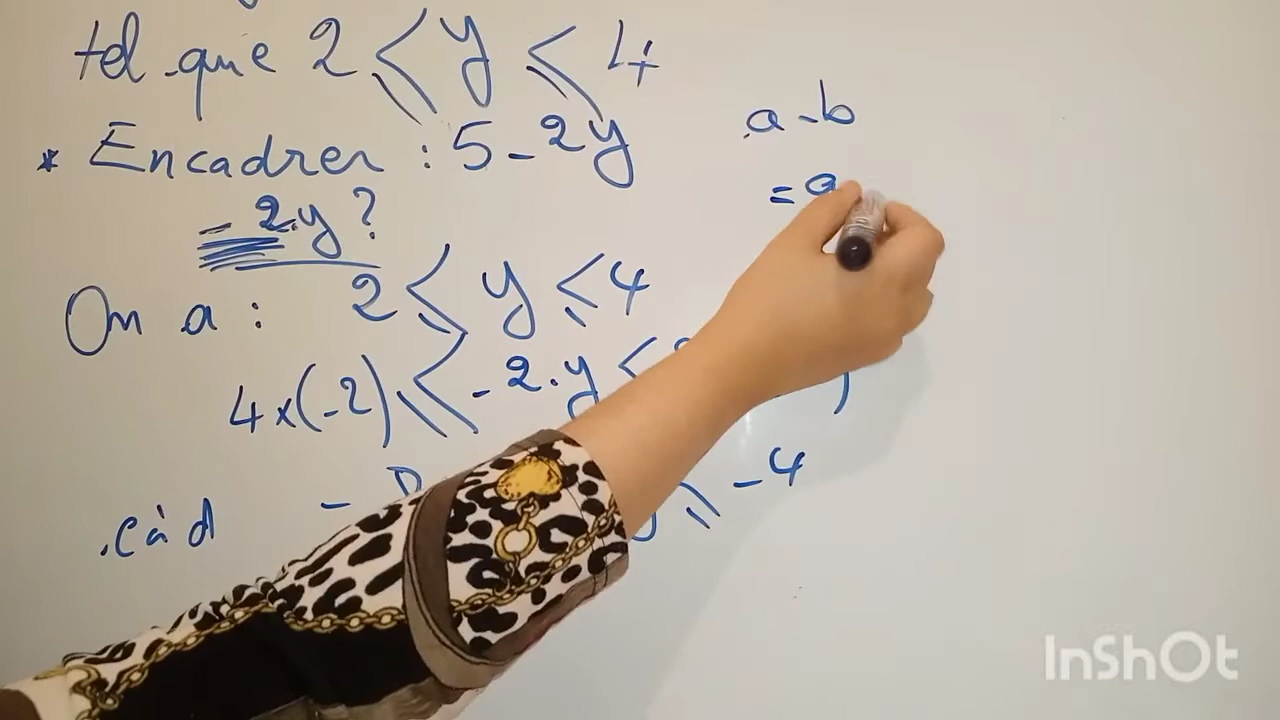 tel que 2 ⩽ y ⩽ 4
* Encadrer : 5 - 2y
- 2.y ?
On a : 2 ⩽ y ⩽ 4
4×(-2) ⩽ - 2.y ⩽
.càd - -4
a - b
= a
InShOt